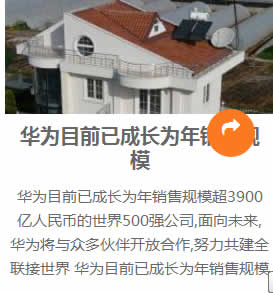 华为目前已成长为年销
模
华为目前已成长为年销售规模超3900
亿人民币的世界500强公司,面向未来,
华为将与众多伙伴开放合作,努力共建全
联接世界 华为目前已成长为年销售规模